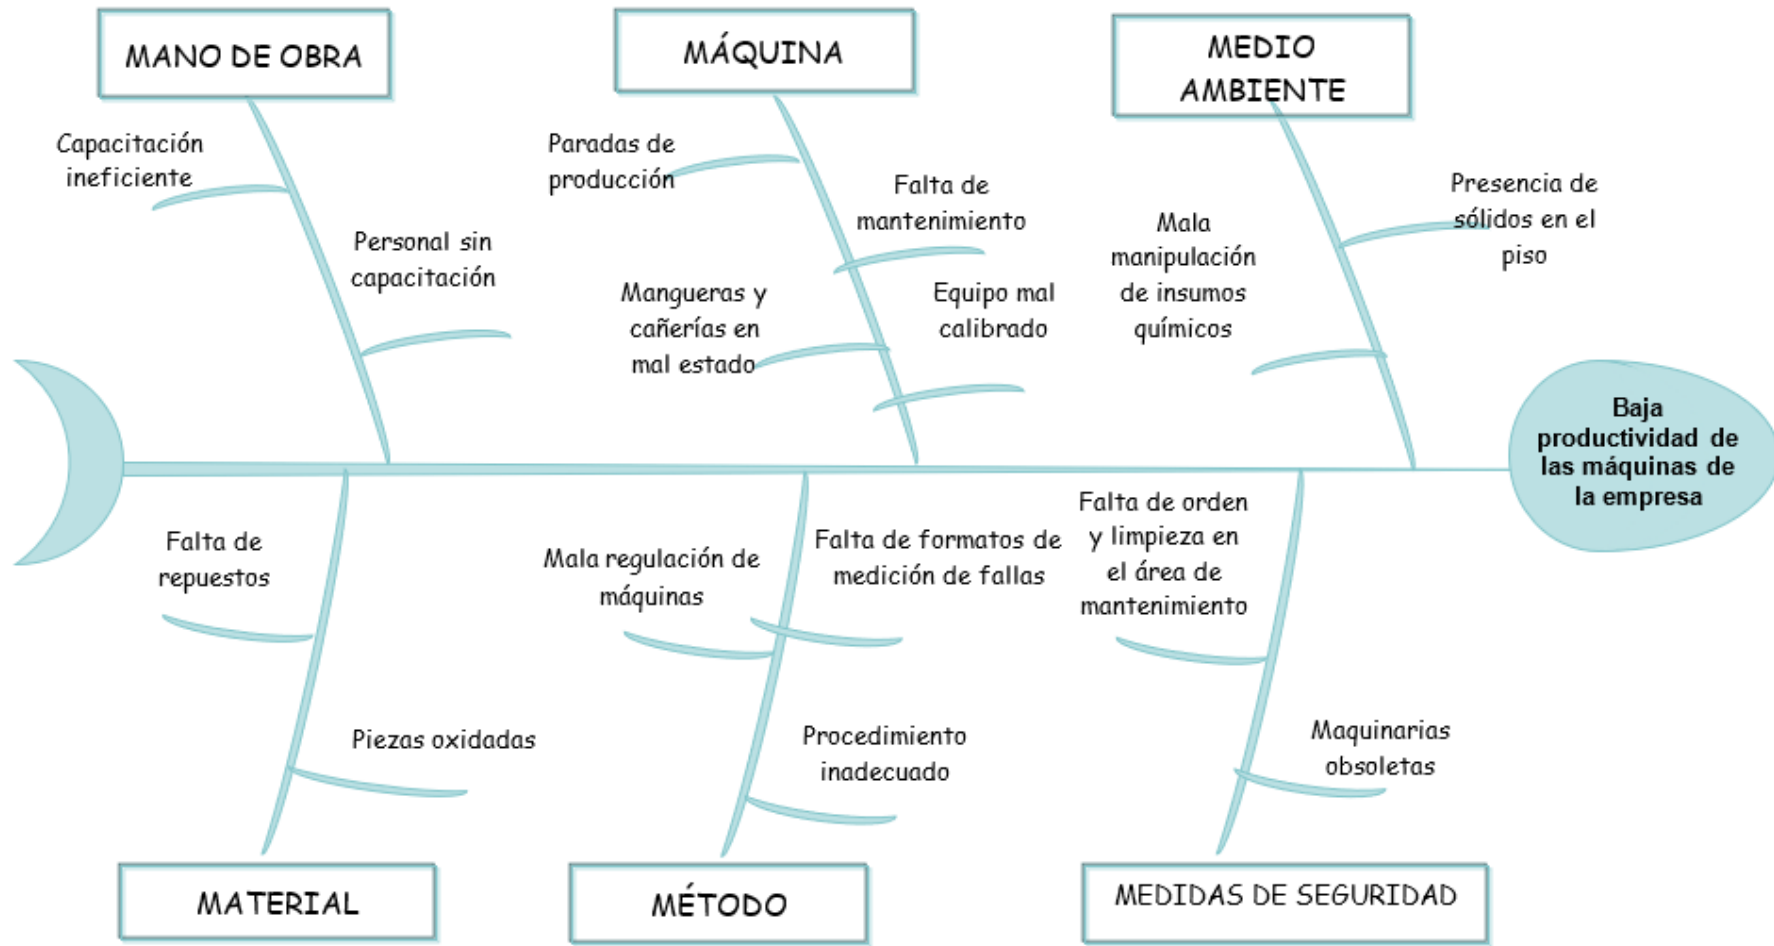 MANO DE OBRA
MÁQUINA
MEDIO
AMBIENTE
Capacitación
ineficiente
Personal sin
capacitación
Paradas de
producción
Falta de
mantenimiento
Mangueras y
cañerías en
mal estado
Equipo mal
calibrado
Mala
manipulación
de insumos
químicos
Presencia de
sólidos en el
piso
Baja
productividad de
las máquinas de
la empresa
Falta de
repuestos
Piezas oxidadas
Mala regulación de
máquinas
Falta de formatos de
medición de fallas
Procedimiento
inadecuado
Falta de orden
y limpieza en
el área de
mantenimiento
Maquinarias
obsoletas
MATERIAL
MÉTODO
MEDIDAS DE SEGURIDAD